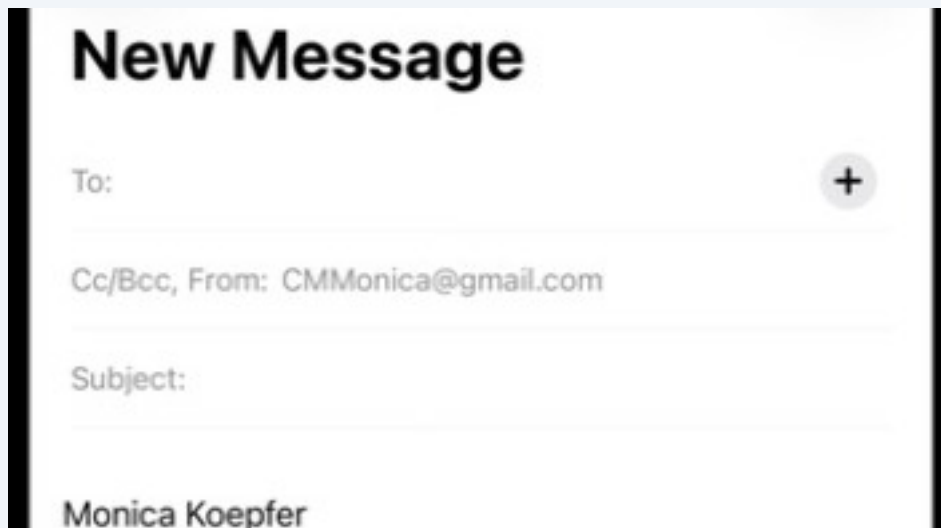 New Message
To:
Cc/Bcc, From: CMMonica@gmail.com
Subject:
Monica Koepfer